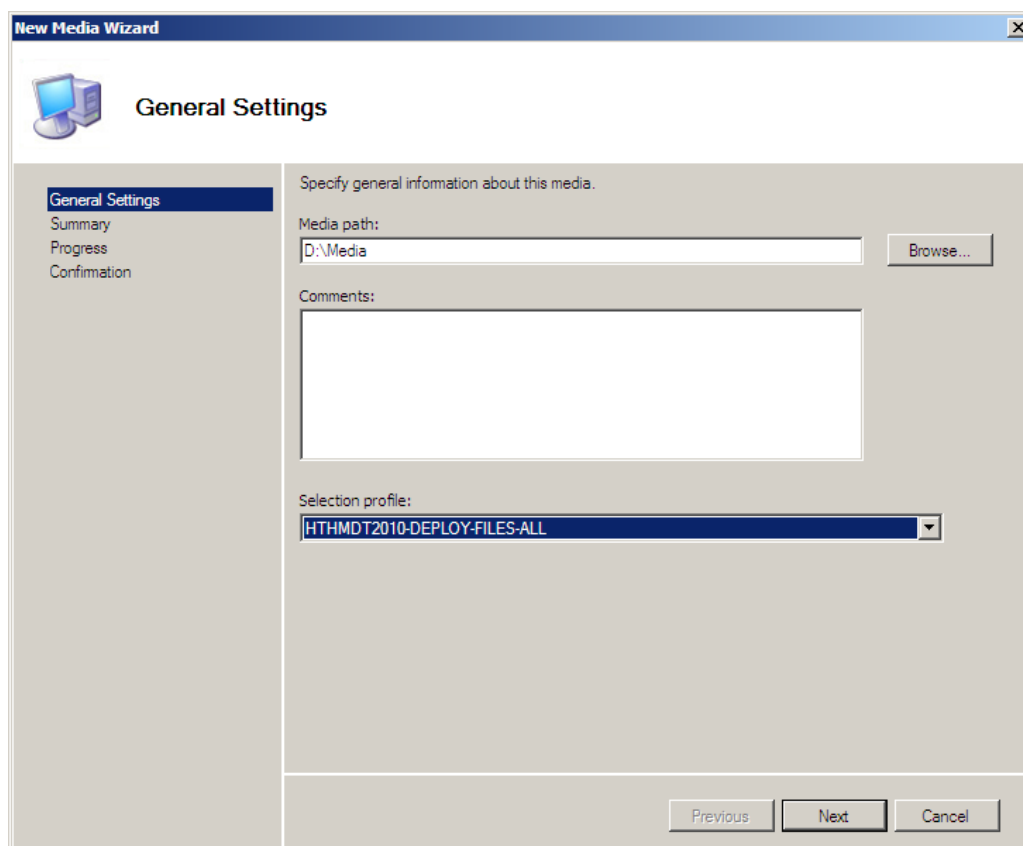 New Media Wizard
General Settings
General Settings
Summary
Progress
Confirmation
Specify general information about this media.
Media path:
D:\Media
Browse...
Comments:
Selection profile:
HTHMDT2010-DEPLOY-FILES-ALL
Previous
Next
Cancel